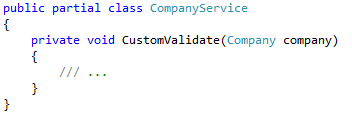 public partial class CompanyService
{
    private void CustomValidate(Company company)
    {
        /// ...
    }
}